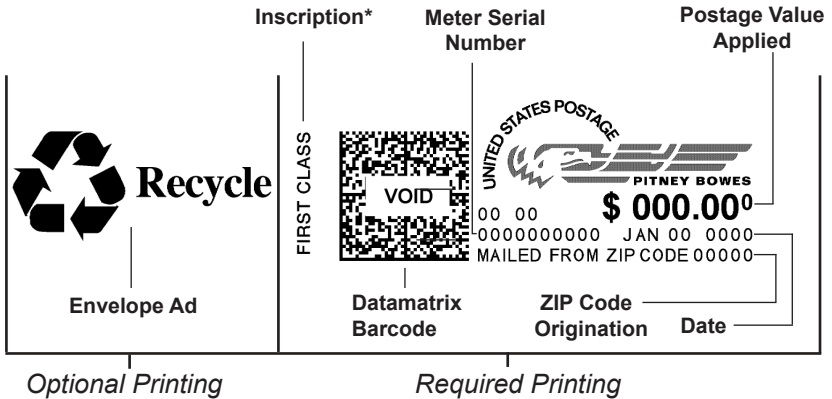 Inscription*
Meter Serial
Number
Postage Value
Applied
Recycle
FIRST CLASS
VOID
UNITED STATES POSTAGE
PITNEY BOWES
$ 000.00⁰
00 00
0000000000 JAN 00 0000
MAILED FROM ZIP CODE 00000
Envelope Ad
Datamatrix
Barcode
ZIP Code
Origination
Date
Optional Printing
Required Printing